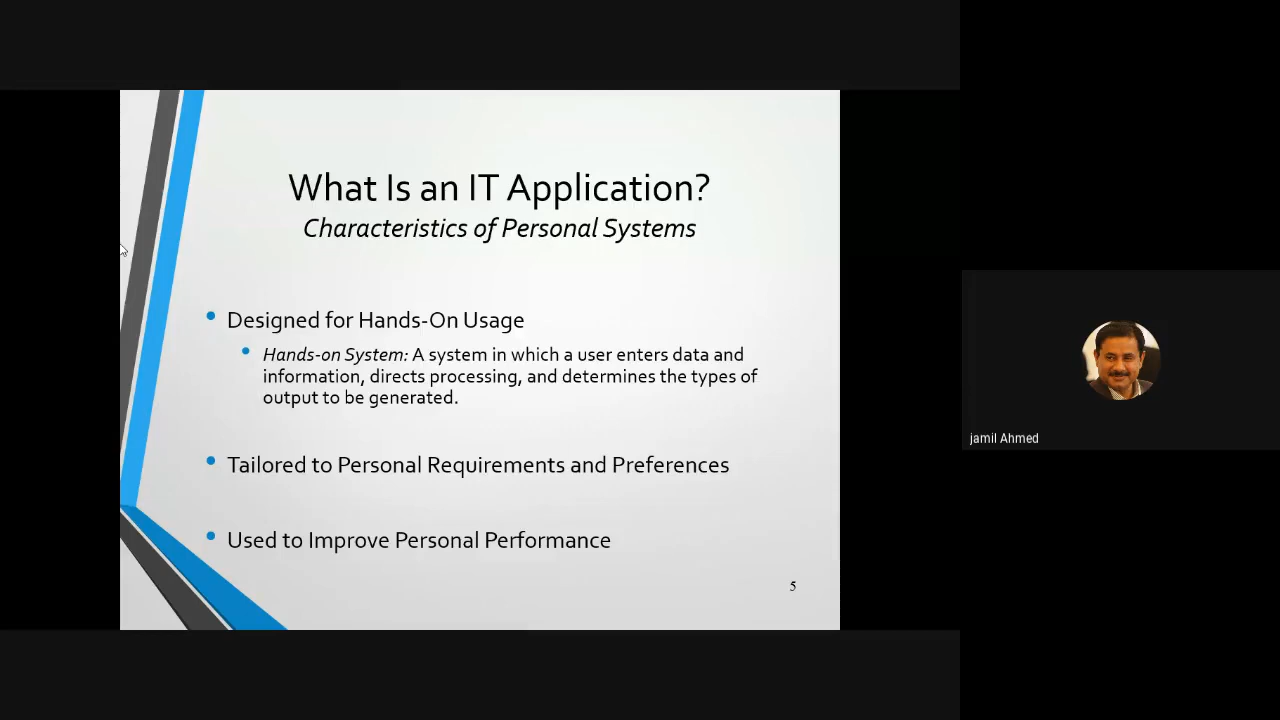 What Is an IT Application?
Characteristics of Personal Systems
• Designed for Hands-On Usage
• Hands-on System: A system in which a user enters data and
information, directs processing, and determines the types of
output to be generated.
• Tailored to Personal Requirements and Preferences
• Used to Improve Personal Performance
5
jamil Ahmed